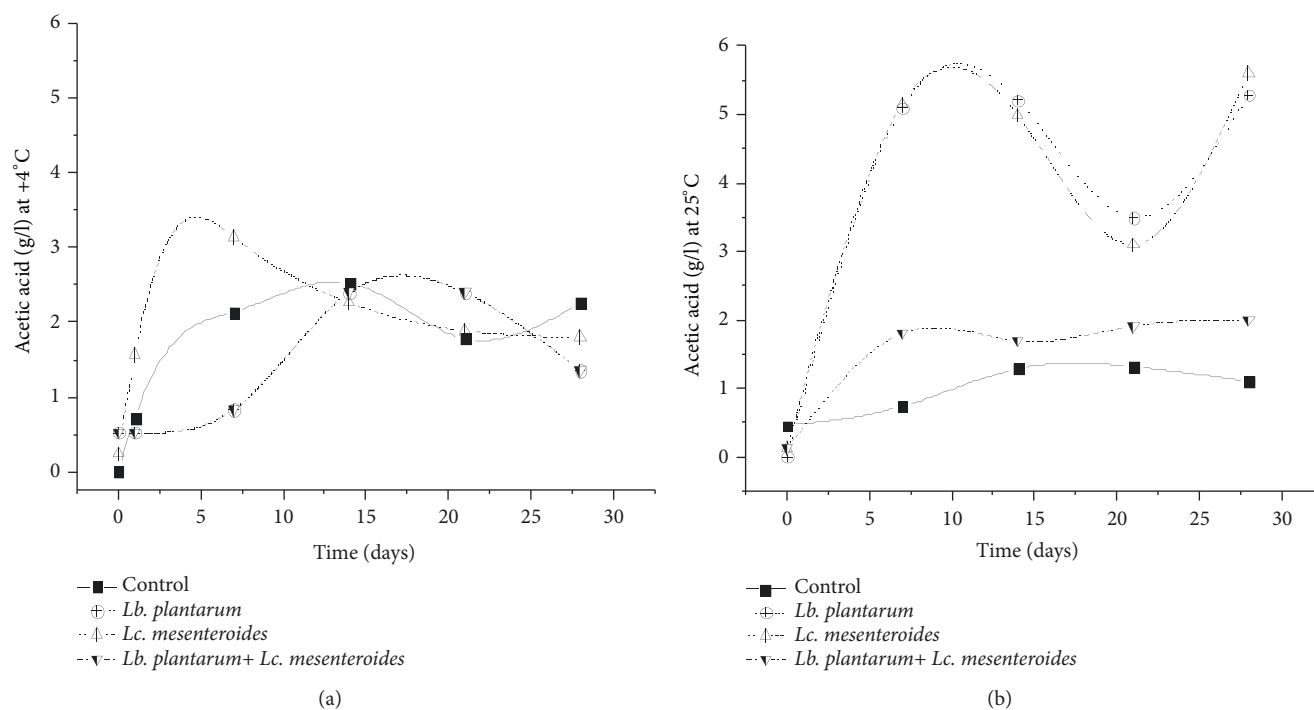 6
5
4
3
2
1
0
Acetic acid (g/l) at +4°C
0 5 10 15 20 25 30
Time (days)
Control
Lb. plantarum
Lc. mesenteroides
Lb. plantarum+ Lc. mesenteroides
(a)
6
5
4
3
2
1
0
Acetic acid (g/l) at 25°C
0 5 10 15 20 25 30
Time (days)
Control
Lb. plantarum
Lc. mesenteroides
Lb. plantarum+ Lc. mesenteroides
(b)